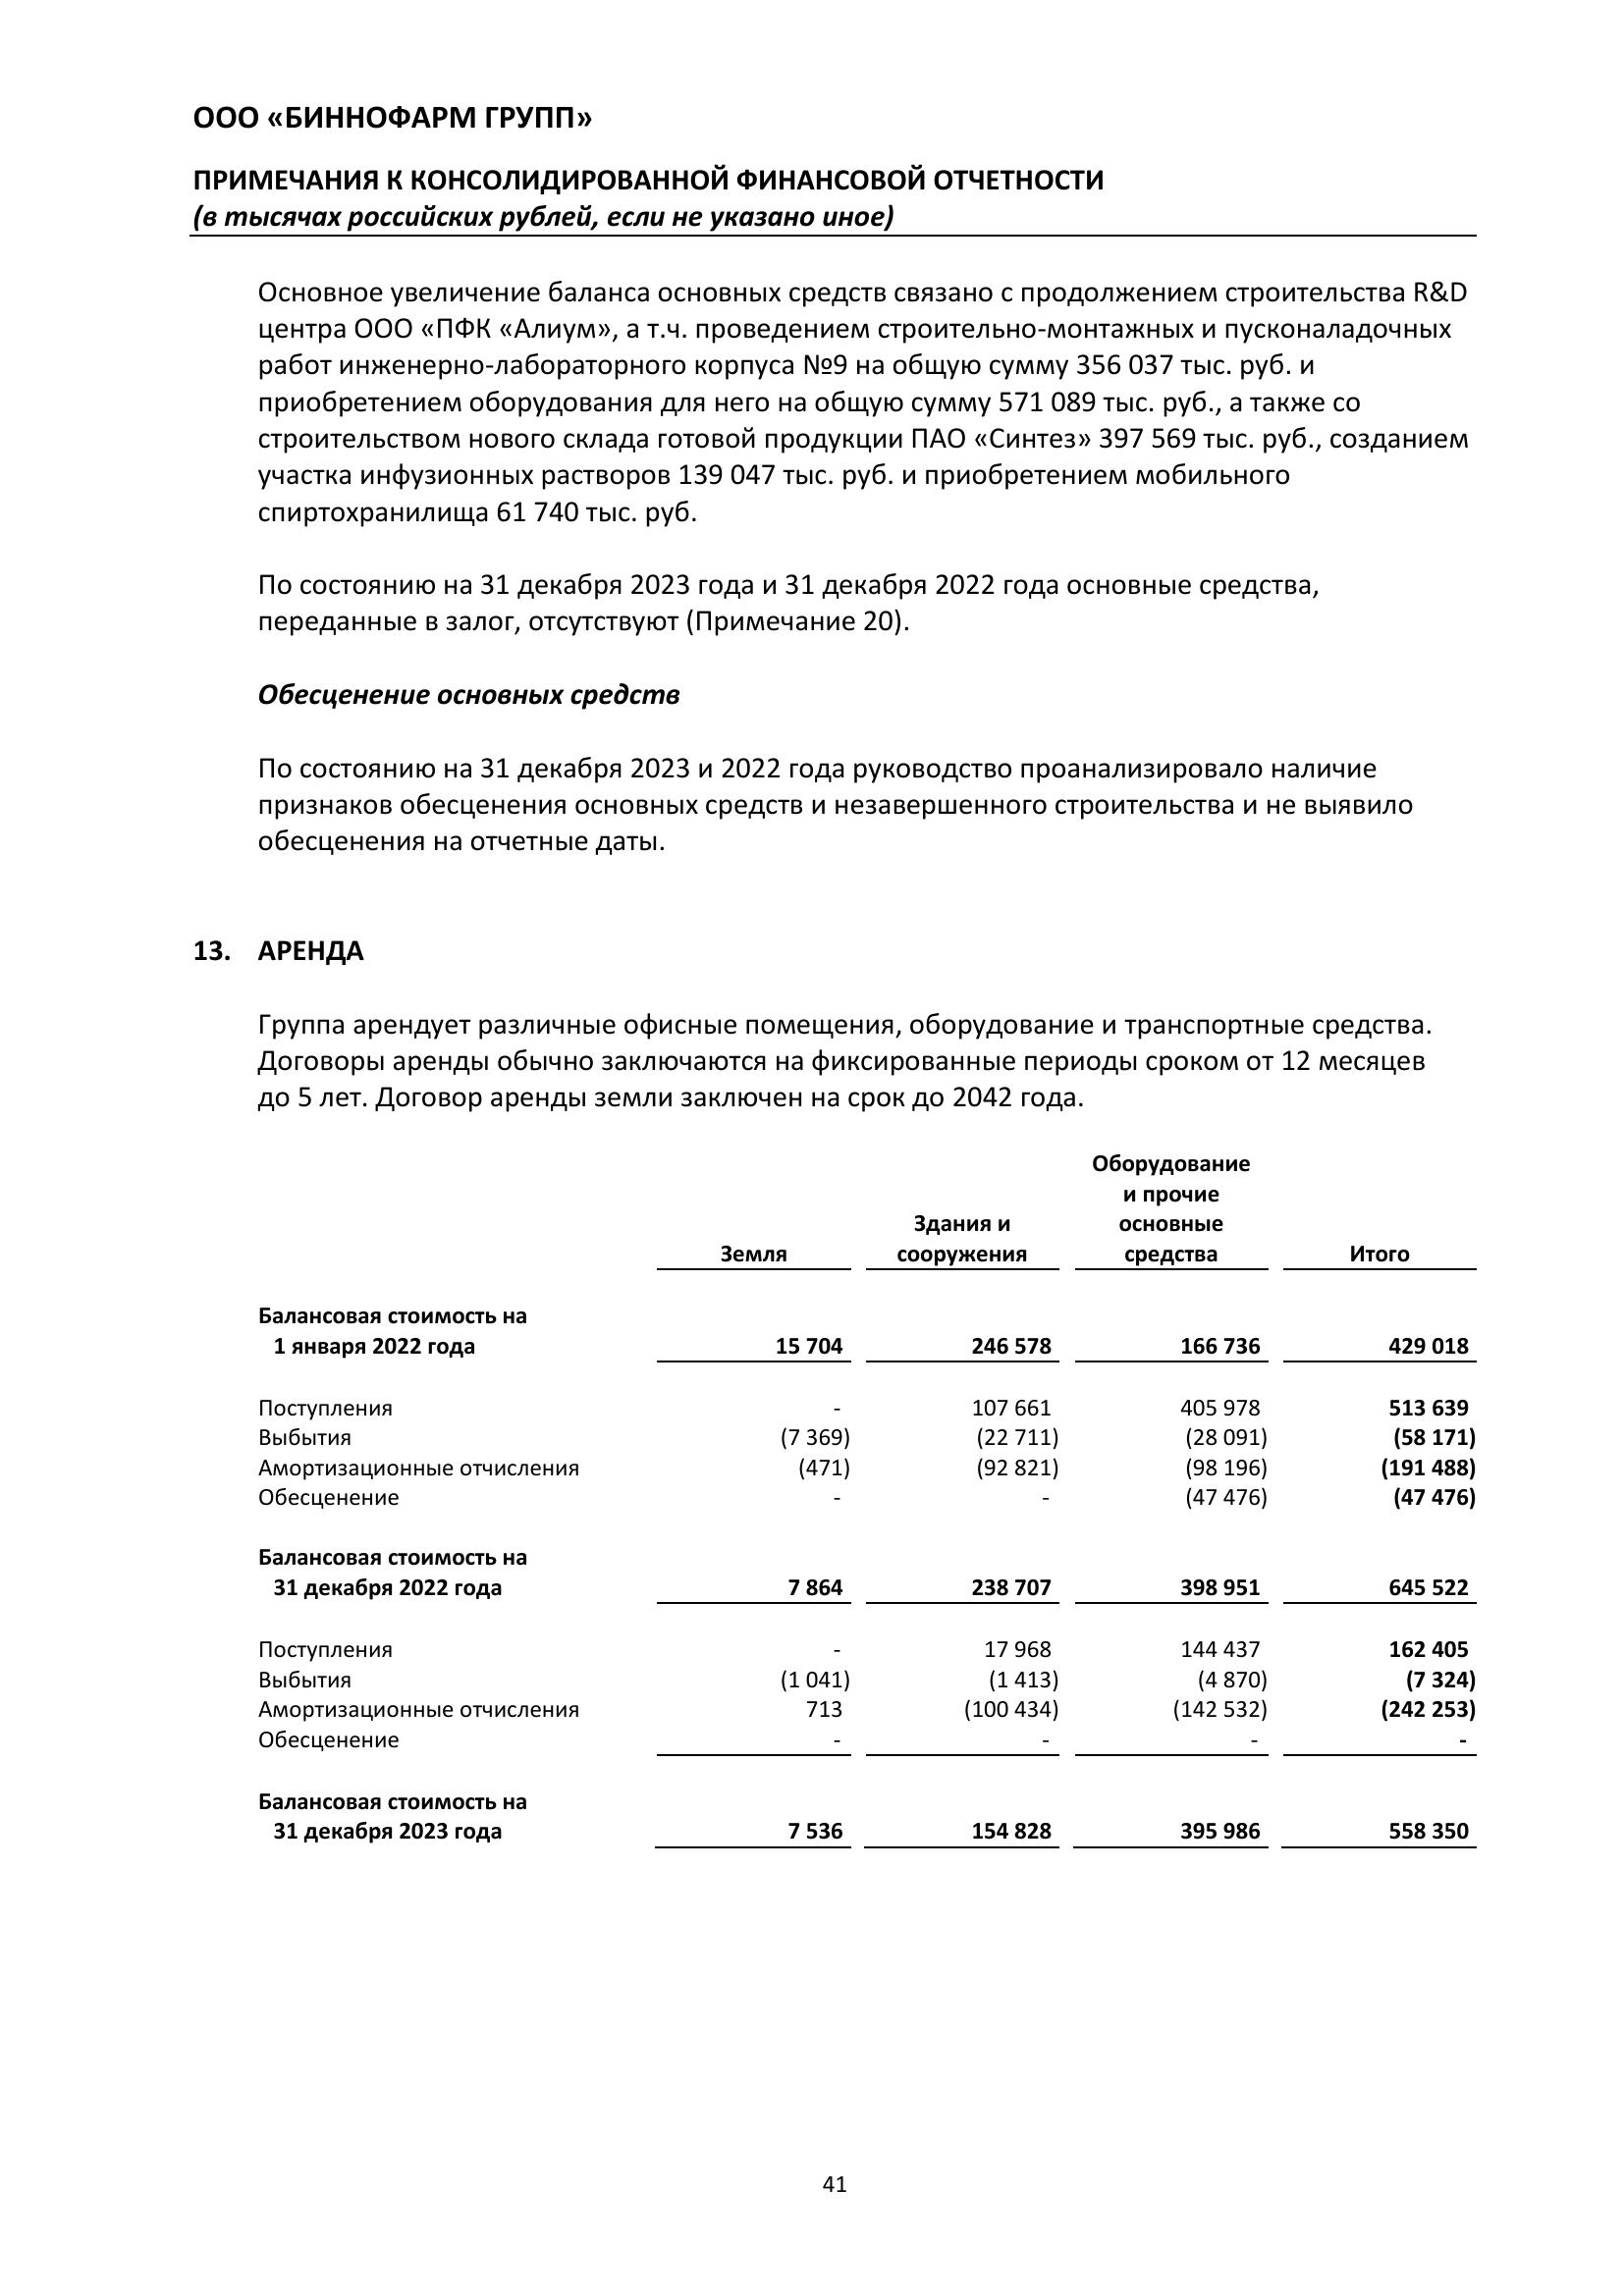 ООО «БИННОФАРМ ГРУПП»
ПРИМЕЧАНИЯ К КОНСОЛИДИРОВАННОЙ ФИНАНСОВОЙ ОТЧЕТНОСТИ
(в тысячах российских рублей, если не указано иное)
Основное увеличение баланса основных средств связано с продолжением строительства R&D
центра ООО «ПФК «Алиум», а т.ч. проведением строительно-монтажных и пусконаладочных
работ инженерно-лабораторного корпуса №9 на общую сумму 356 037 тыс. руб. и
приобретением оборудования для него на общую сумму 571 089 тыс. руб., а также со
строительством нового склада готовой продукции ПАО «Синтез» 397 569 тыс. руб., созданием
участка инфузионных растворов 139 047 тыс. руб. и приобретением мобильного
спиртохранилища 61 740 тыс. руб.
По состоянию на 31 декабря 2023 года и 31 декабря 2022 года основные средства,
переданные в залог, отсутствуют (Примечание 20).
Обесценение основных средств
По состоянию на 31 декабря 2023 и 2022 года руководство проанализировало наличие
признаков обесценения основных средств и незавершенного строительства и не выявило
обесценения на отчетные даты.
13. АРЕНДА
Группа арендует различные офисные помещения, оборудование и транспортные средства.
Договоры аренды обычно заключаются на фиксированные периоды сроком от 12 месяцев
до 5 лет. Договор аренды земли заключен на срок до 2042 года.
Оборудование
и прочие
Здания и основные
Земля сооружения средства Итого
Балансовая стоимость на
1 января 2022 года 15 704 246 578 166 736 429 018
Поступления - 107 661 405 978 513 639
Выбытия (7 369) (22 711) (28 091) (58 171)
Амортизационные отчисления (471) (92 821) (98 196) (191 488)
Обесценение - - (47 476) (47 476)
Балансовая стоимость на
31 декабря 2022 года 7 864 238 707 398 951 645 522
Поступления - 17 968 144 437 162 405
Выбытия (1 041) (1 413) (4 870) (7 324)
Амортизационные отчисления 713 (100 434) (142 532) (242 253)
Обесценение - - - -
Балансовая стоимость на
31 декабря 2023 года 7 536 154 828 395 986 558 350
41